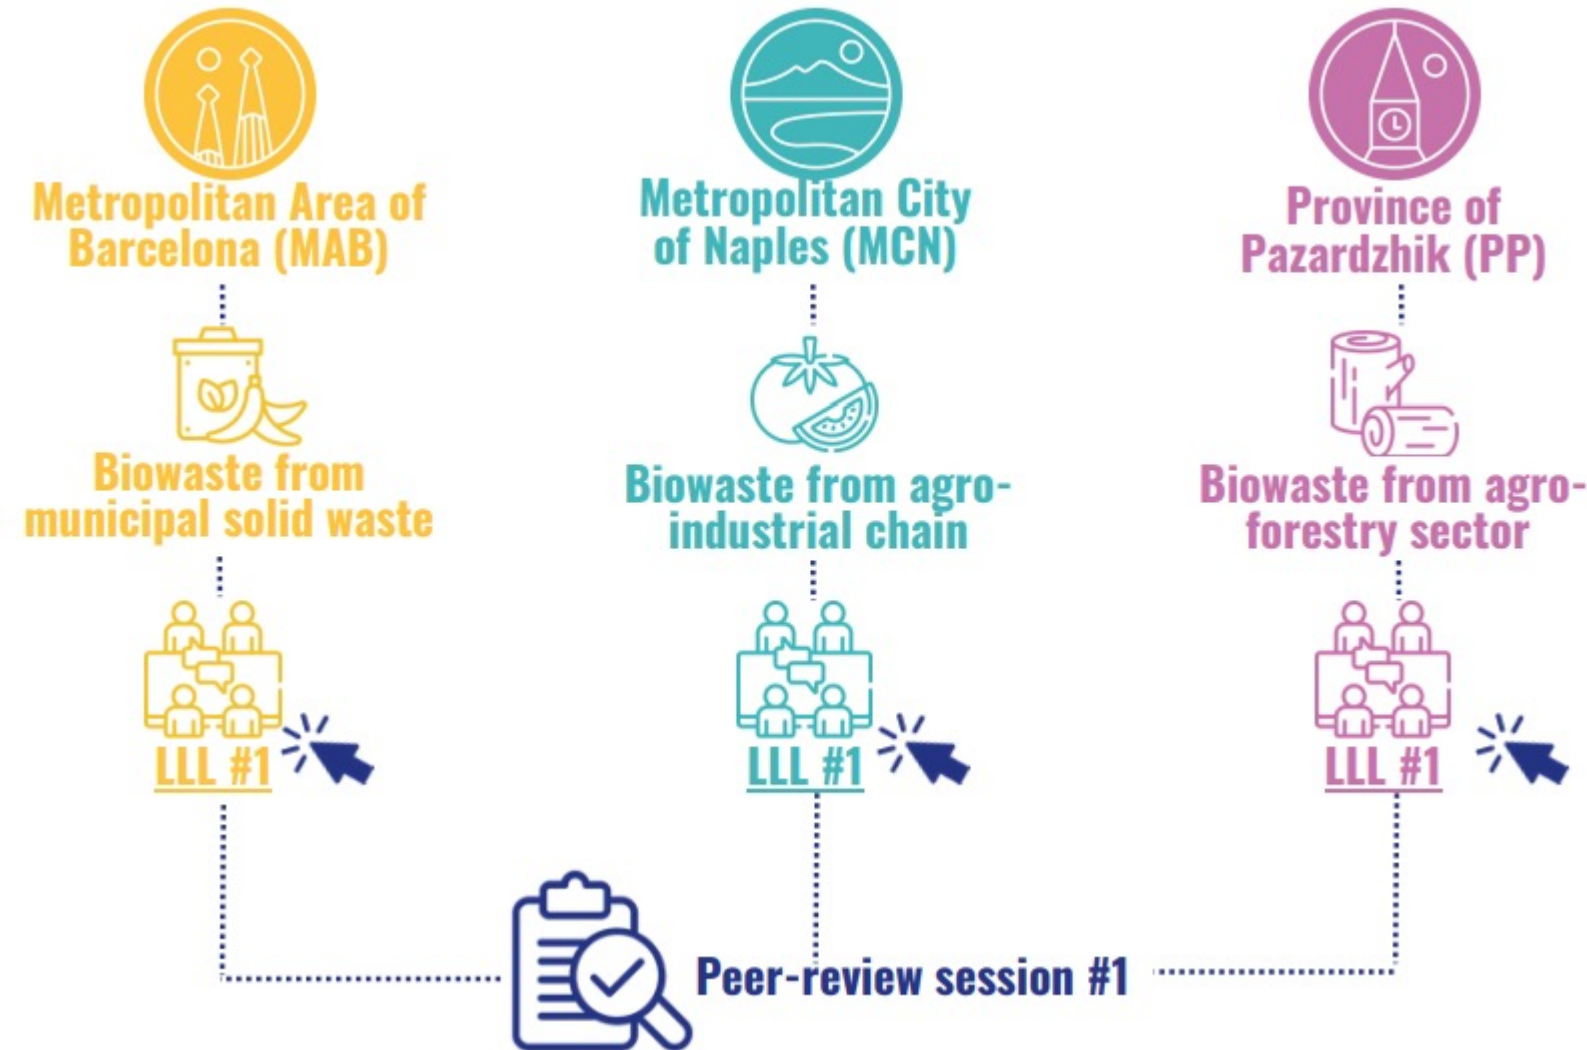 Metropolitan Area of
Barcelona (MAB)
Metropolitan City
of Naples (MCN)
Province of
Pazardzhik (PP)
Biowaste from
municipal solid waste
Biowaste from agro-
industrial chain
Biowaste from agro-
forestry sector
LLL #1
LLL #1
LLL #1
Peer-review session #1